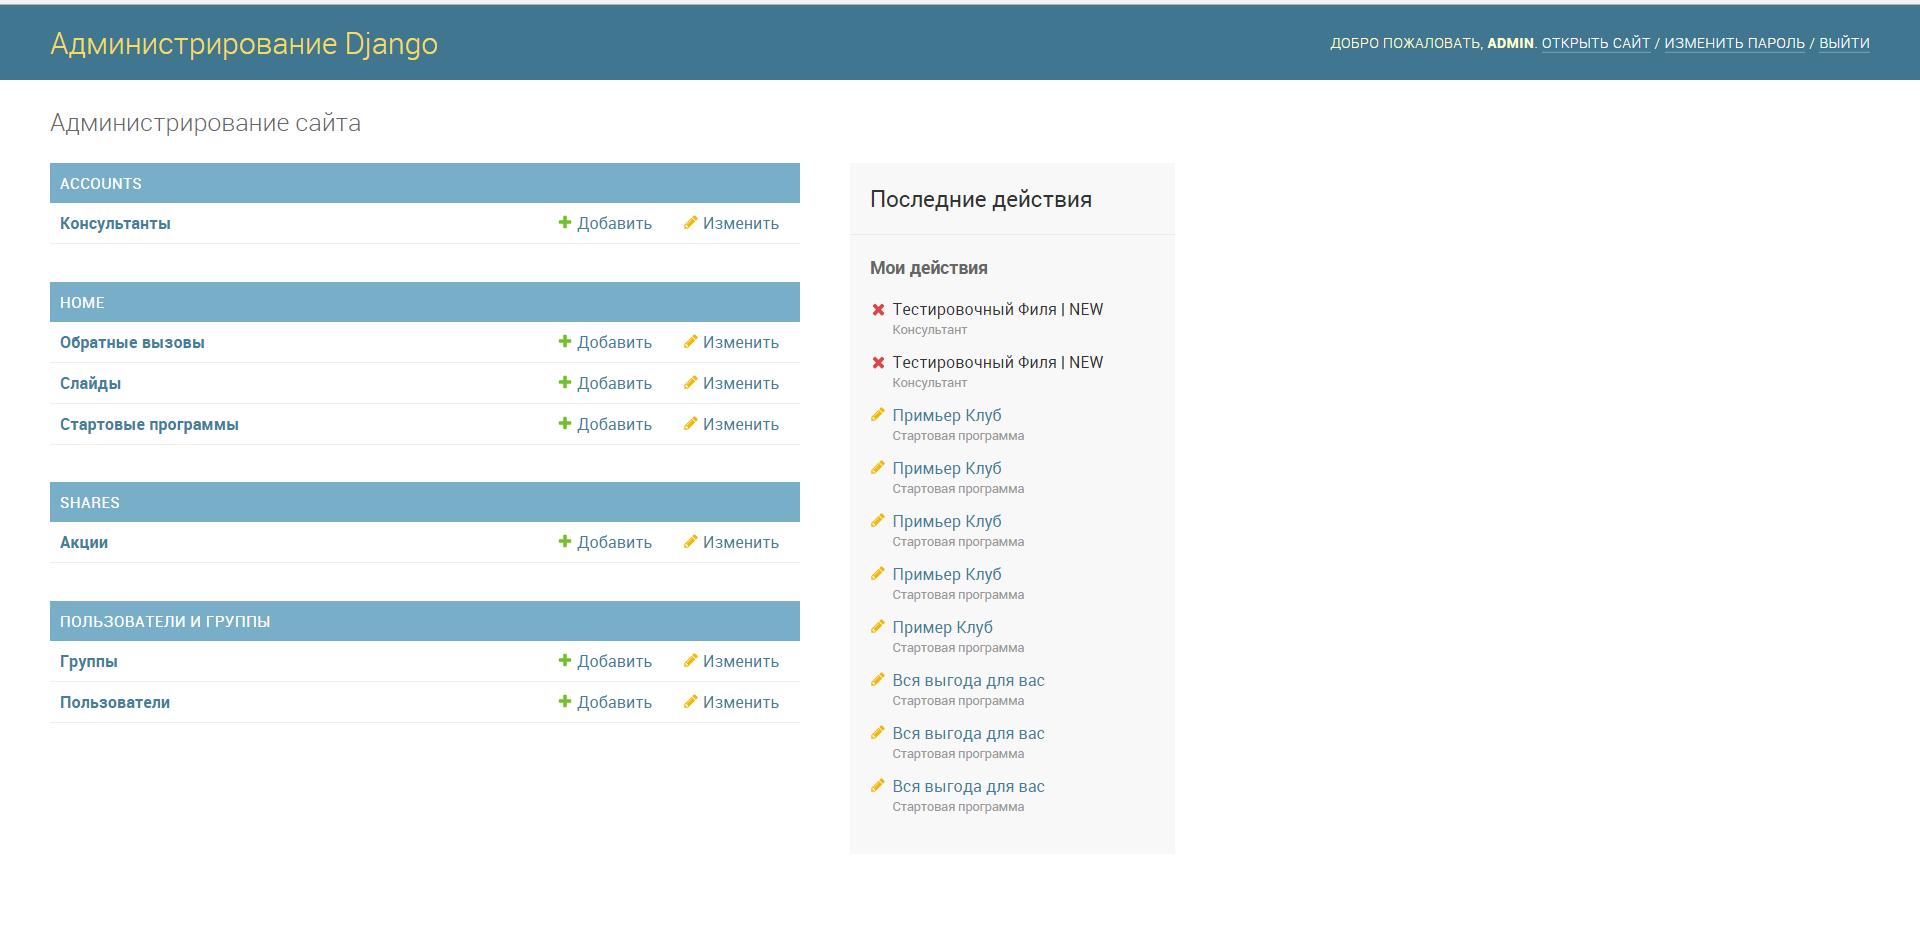 Администрирование Django
ДОБРО ПОЖАЛОВАТЬ, ADMIN. ОТКРЫТЬ САЙТ / ИЗМЕНИТЬ ПАРОЛЬ / ВЫЙТИ
Администрирование сайта
ACCOUNTS
Консультанты Добавить Изменить
HOME
Обратные вызовы Добавить Изменить
Слайды Добавить Изменить
Стартовые программы Добавить Изменить
SHARES
Акции Добавить Изменить
ПОЛЬЗОВАТЕЛИ И ГРУППЫ
Группы Добавить Изменить
Пользователи Добавить Изменить
Последние действия
Мои действия
Тестировочный Филя | NEW
Консультант
Тестировочный Филя | NEW
Консультант
Примьер Клуб
Стартовая программа
Примьер Клуб
Стартовая программа
Примьер Клуб
Стартовая программа
Примьер Клуб
Стартовая программа
Пример Клуб
Стартовая программа
Вся выгода для вас
Стартовая программа
Вся выгода для вас
Стартовая программа
Вся выгода для вас
Стартовая программа